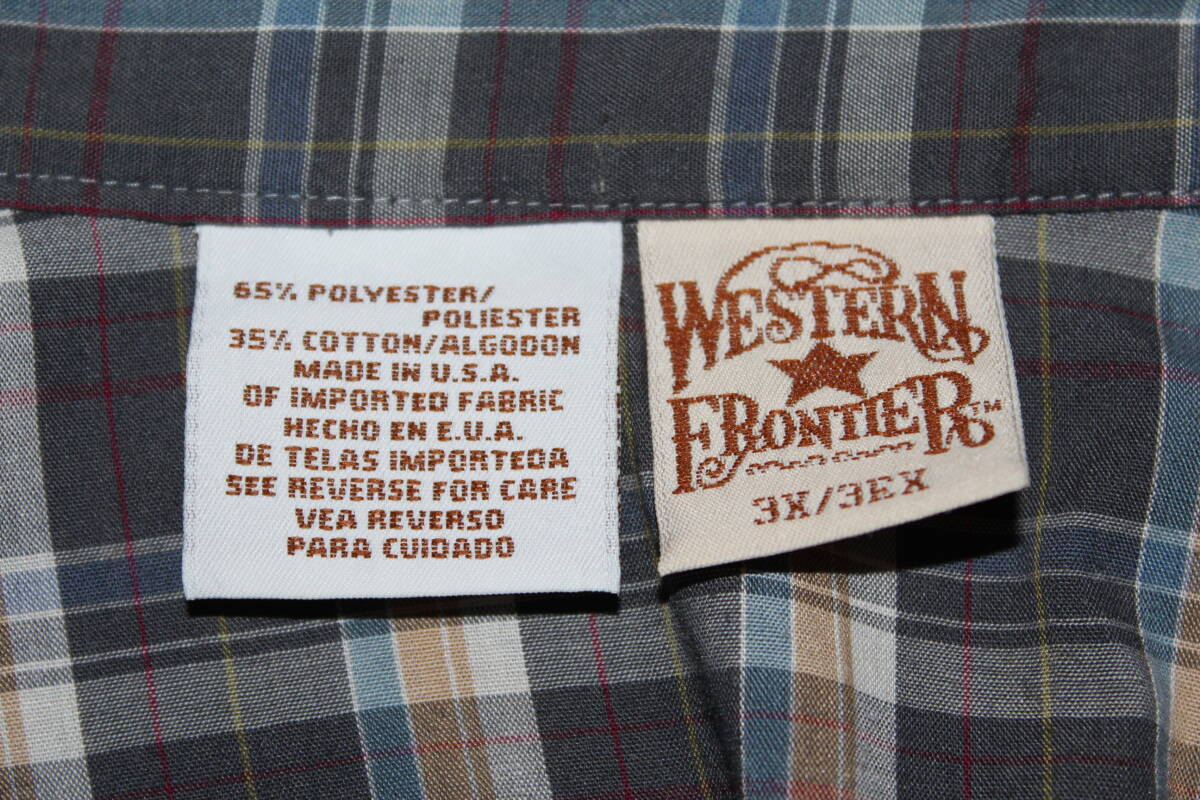 65% POLYESTER/
POLIESTER
35% COTTON/ALGODON
MADE IN U.S.A.
OF IMPORTED FABRIC
HECHO EN E.U.A.
DE TELAS IMPORTEDA
SEE REVERSE FOR CARE
VEA REVERSO
PARA CUIDADO
WESTERN
FRONTIER™
3X/3EX